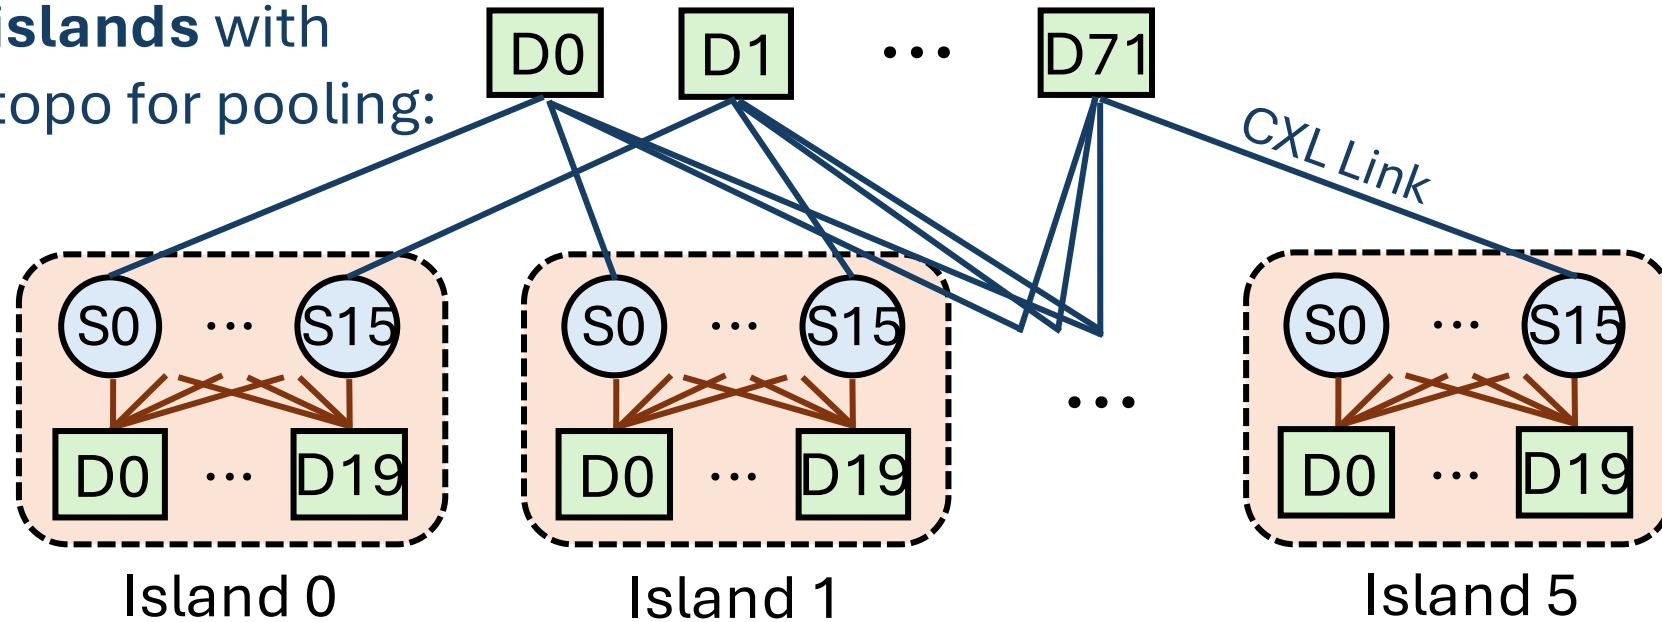 islands with
topo for pooling:
D0 D1 ... D71
CXL Link
S0 ... S15 S0 ... S15 S0 ... S15
...
D0 ... D19 D0 ... D19 D0 ... D19
Island 0 Island 1 Island 5